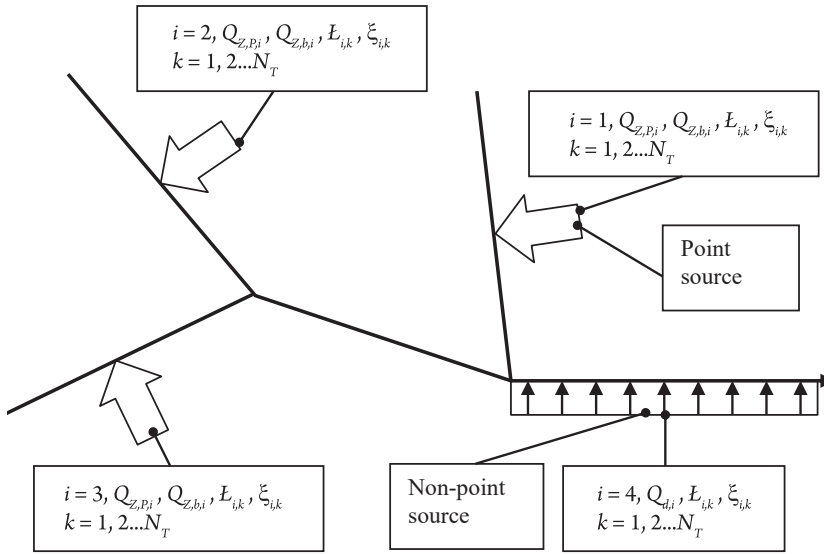 i = 2, Q_{Z,P,i}, Q_{Z,b,i}, Ł_{i,k}, ξ_{i,k}
k = 1, 2...N_T
i = 1, Q_{Z,P,i}, Q_{Z,b,i}, Ł_{i,k}, ξ_{i,k}
k = 1, 2...N_T
Point
source
i = 3, Q_{Z,P,i}, Q_{Z,b,i}, Ł_{i,k}, ξ_{i,k}
k = 1, 2...N_T
Non-point
source
i = 4, Q_{d,i}, Ł_{i,k}, ξ_{i,k}
k = 1, 2...N_T